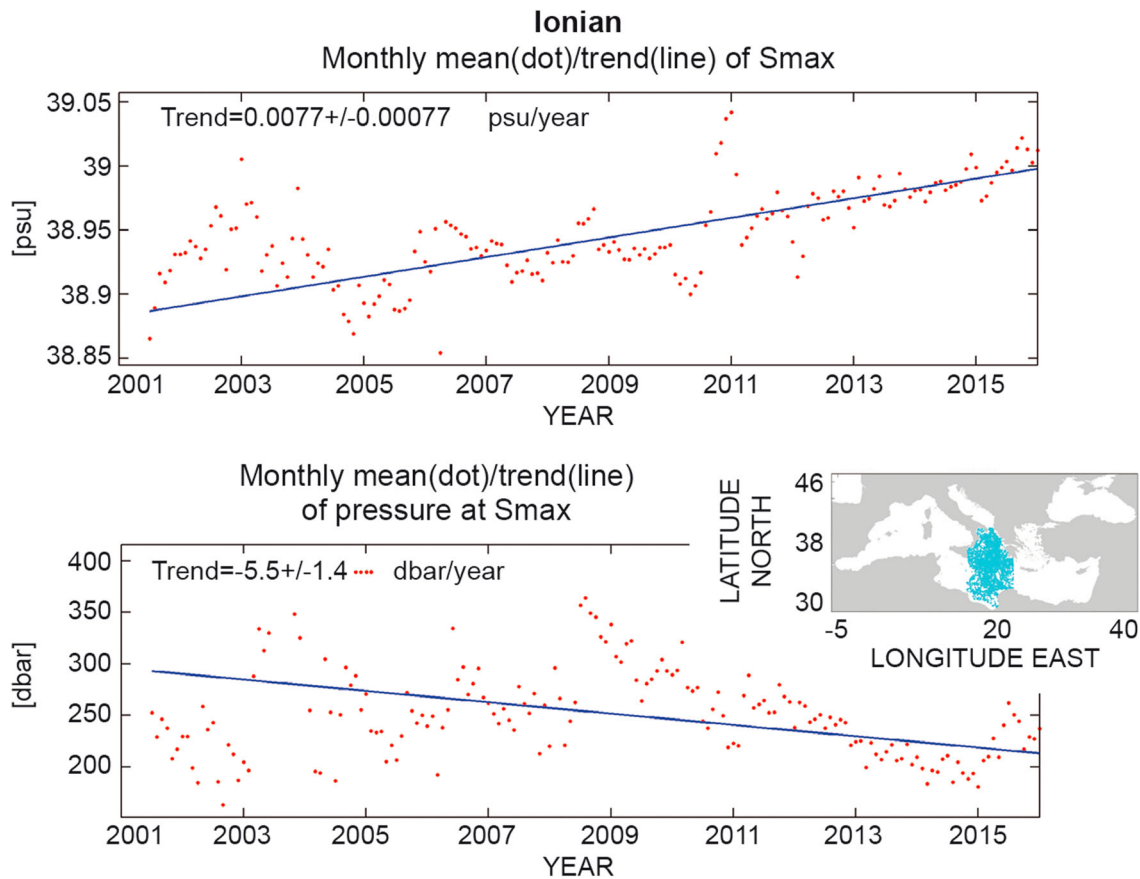 Ionian
Monthly mean(dot)/trend(line) of Smax
Trend=0.0077+/-0.00077 psu/year
39.05
39
38.95
38.9
38.85
[psu]
2001 2003 2005 2007 2009 2011 2013 2015
YEAR
Monthly mean(dot)/trend(line)
of pressure at Smax
Trend=-5.5+/-1.4 dbar/year
400
350
300
250
200
[dbar]
2001 2003 2005 2007 2009 2011 2013 2015
YEAR
LATITUDE
NORTH
46
38
30
-5 20 40
LONGITUDE EAST